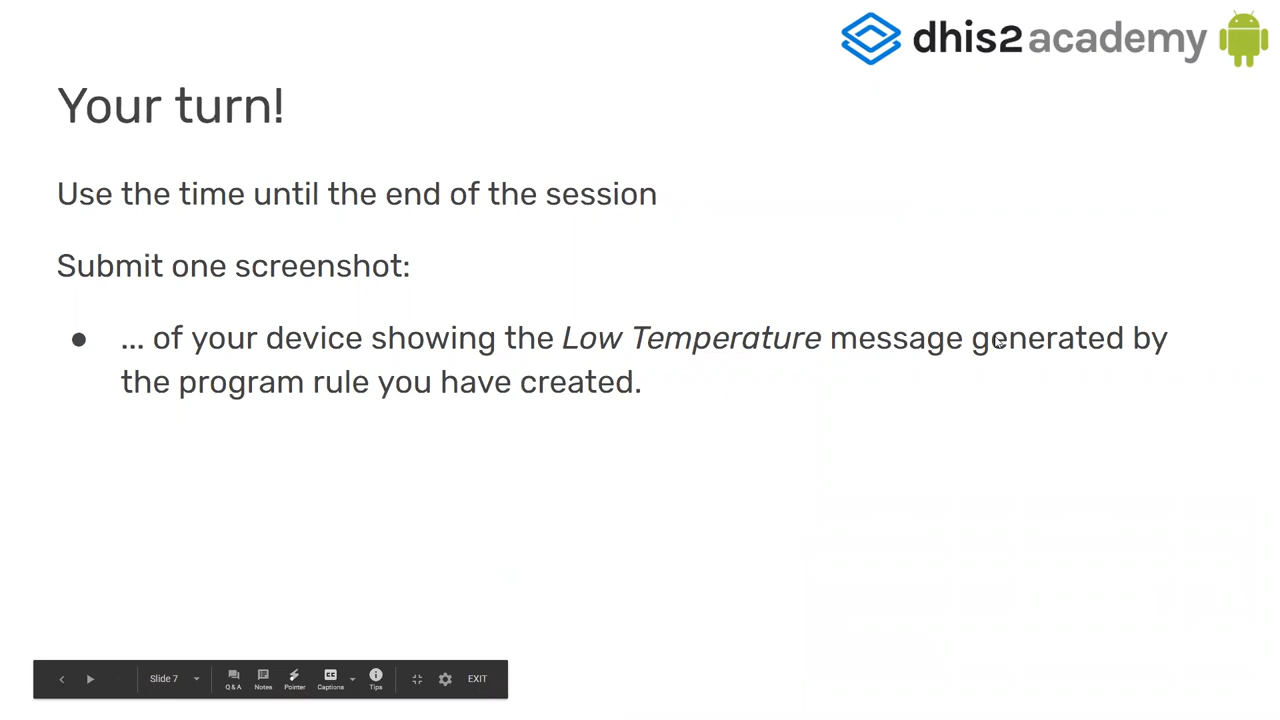 dhis2 academy
Your turn!
Use the time until the end of the session
Submit one screenshot:
● ... of your device showing the Low Temperature message generated by
the program rule you have created.
Slide 7 Q & A Notes Pointer Captions Tips EXIT